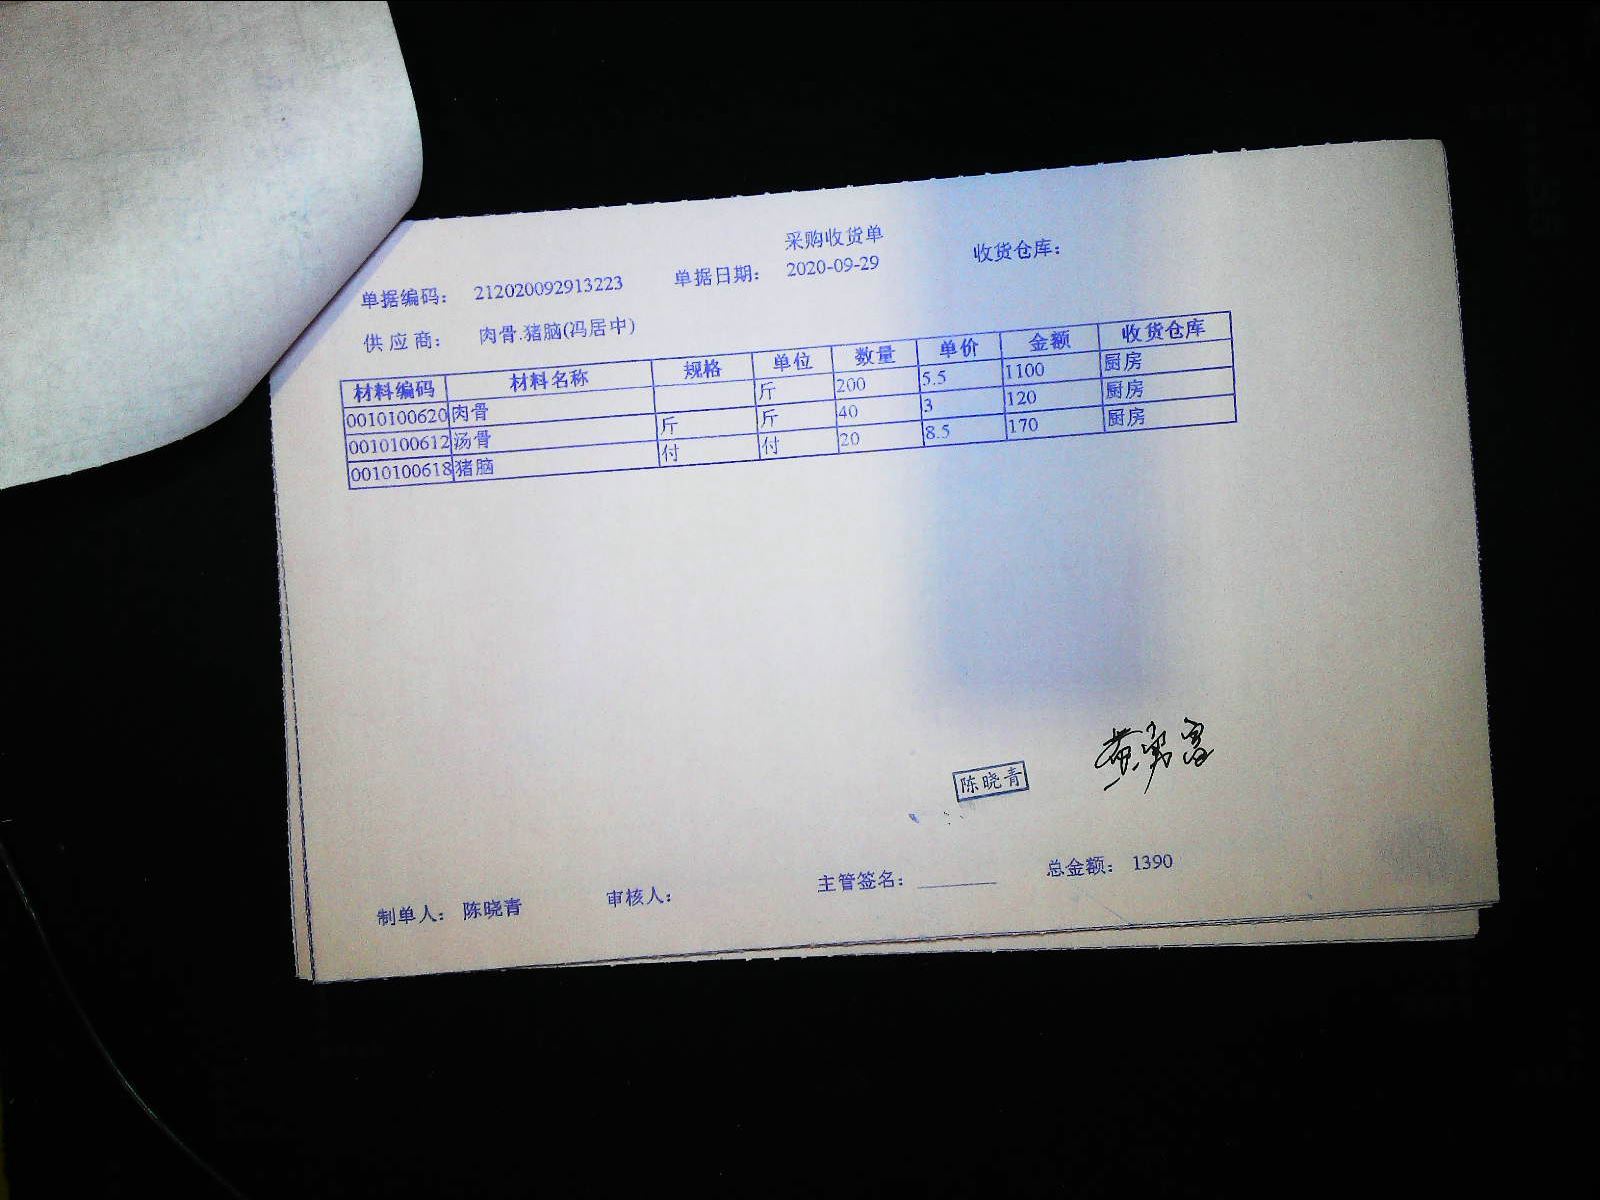 采购收货单
单据编码： 212020092913223 单据日期： 2020-09-29 收货仓库：
供应商： 肉骨.猪脑(冯居中)
材料编码 材料名称 规格 单位 数量 单价 金额 收货仓库
0010100620 肉骨 斤 200 5.5 1100 厨房
0010100612 汤骨 斤 斤 40 3 120 厨房
0010100618 猪脑 付 付 20 8.5 170 厨房
陈晓青
制单人： 陈晓青 审核人： 主管签名： 总金额： 1390